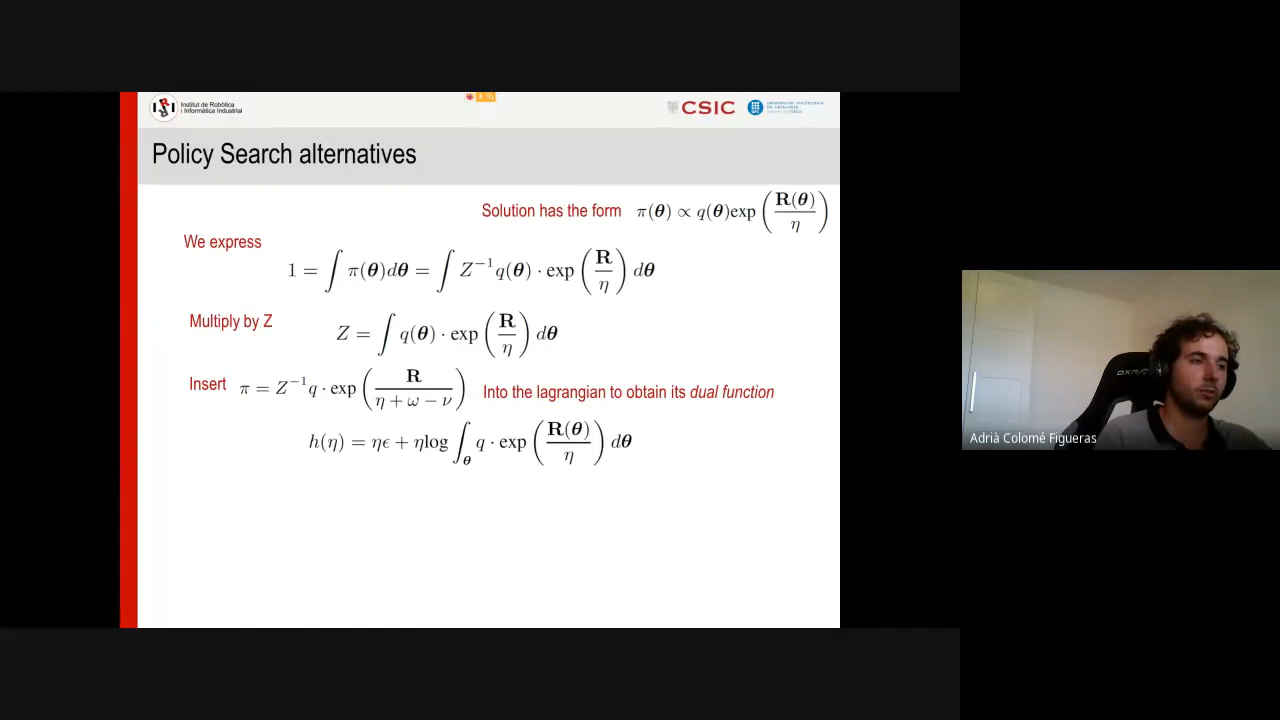 Institut de Robòtica
i Informàtica Industrial
CSIC
Policy Search alternatives
Solution has the form π(θ) ∝ q(θ)exp(R(θ)/η)
We express
1 = ∫ π(θ)dθ = ∫ Z⁻¹q(θ) · exp(R/η) dθ
Multiply by Z Z = ∫ q(θ) · exp(R/η) dθ
Insert π = Z⁻¹q · exp(R/(η + ω − ν)) Into the lagrangian to obtain its dual function
h(η) = ηϵ + ηlog ∫_θ q · exp(R(θ)/η) dθ
DXRA
Adrià Colomé Figueras